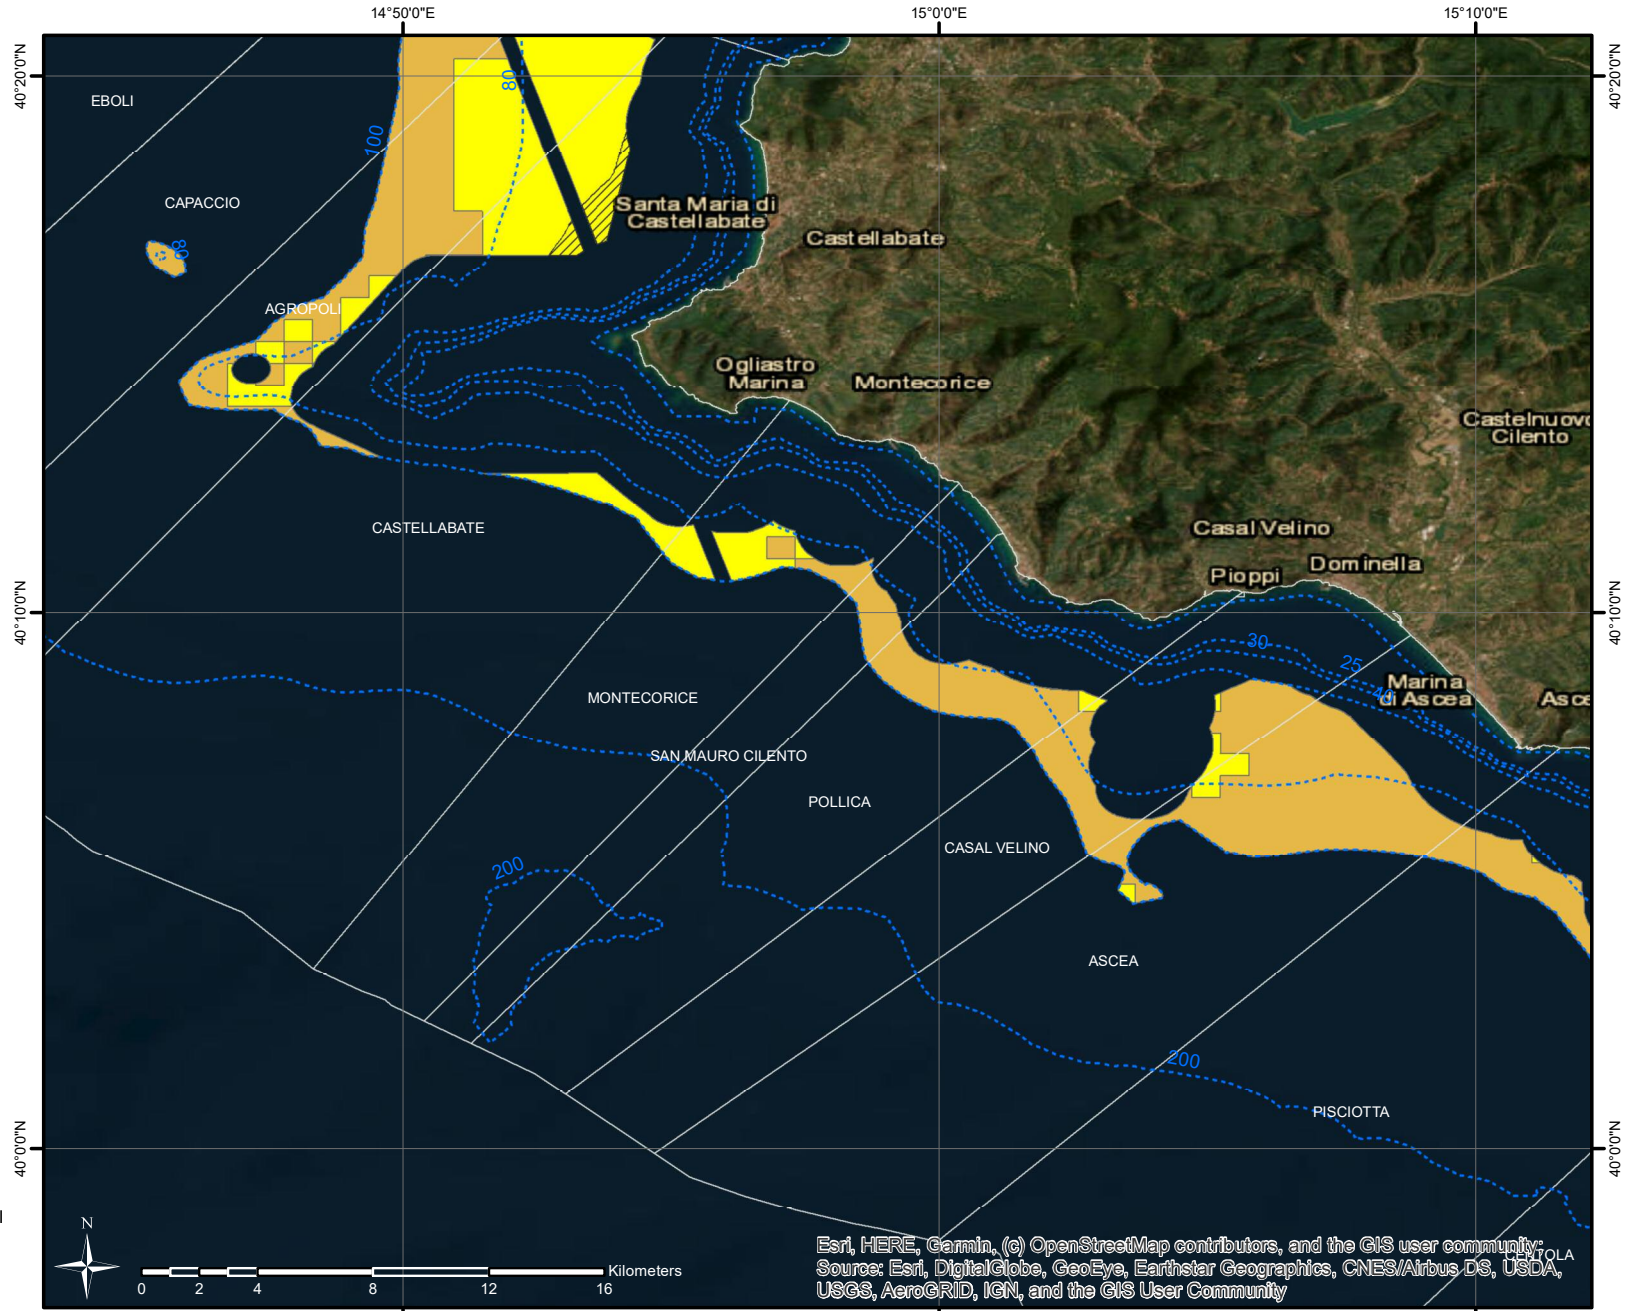 14°50'0"E
15°0'0"E
15°10'0"E
40°20'0"N
40°20'0"N
EBOLI
80
100
CAPACCIO
Santa Maria di
Castellabate
Castellabate
80
AGROPOLI
Ogliastro
Marina
Montecorice
Castelnuovo
Cilento
CASTELLABATE
Casal Velino
Dominella
Pioppi
40°10'0"N
40°10'0"N
30
25
40
Marina
di Ascea
Asce
MONTECORICE
SAN MAURO CILENTO
POLLICA
CASAL VELINO
200
ASCEA
200
PISCIOTTA
40°0'0"N
40°0'0"N
N
CENTOLA
0 2 4 8 12 16
Kilometers
Esri, HERE, Garmin, (c) OpenStreetMap contributors, and the GIS user community;
Source: Esri, DigitalGlobe, GeoEye, Earthstar Geographics, CNES/Airbus DS, USDA,
USGS, AeroGRID, IGN, and the GIS User Community